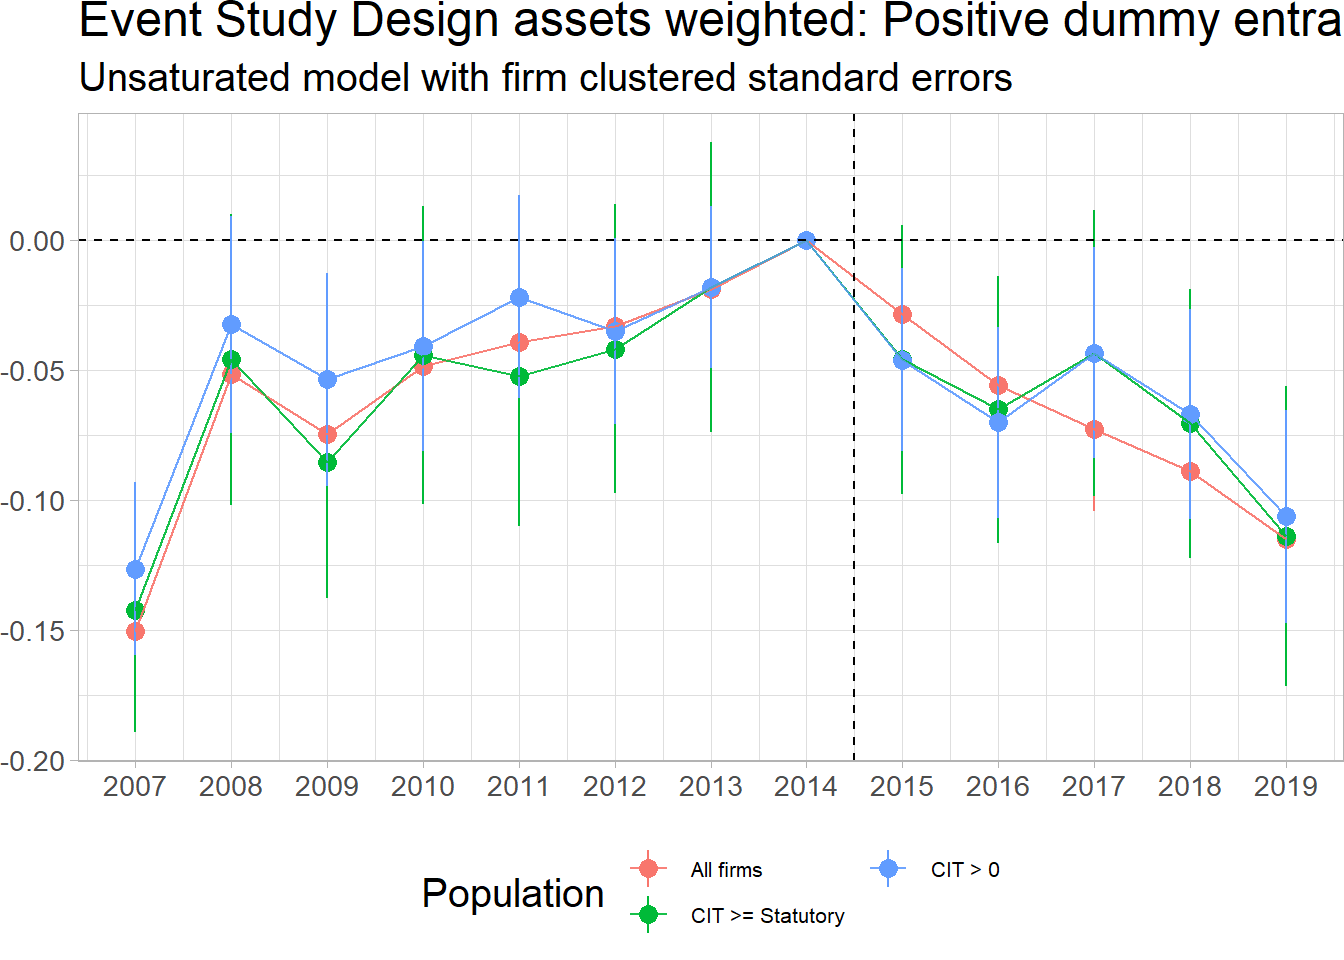 Event Study Design assets weighted: Positive dummy entra
Unsaturated model with firm clustered standard errors
0.00
-0.05
-0.10
-0.15
-0.20
2007 2008 2009 2010 2011 2012 2013 2014 2015 2016 2017 2018 2019
Population
All firms
CIT > 0
CIT >= Statutory